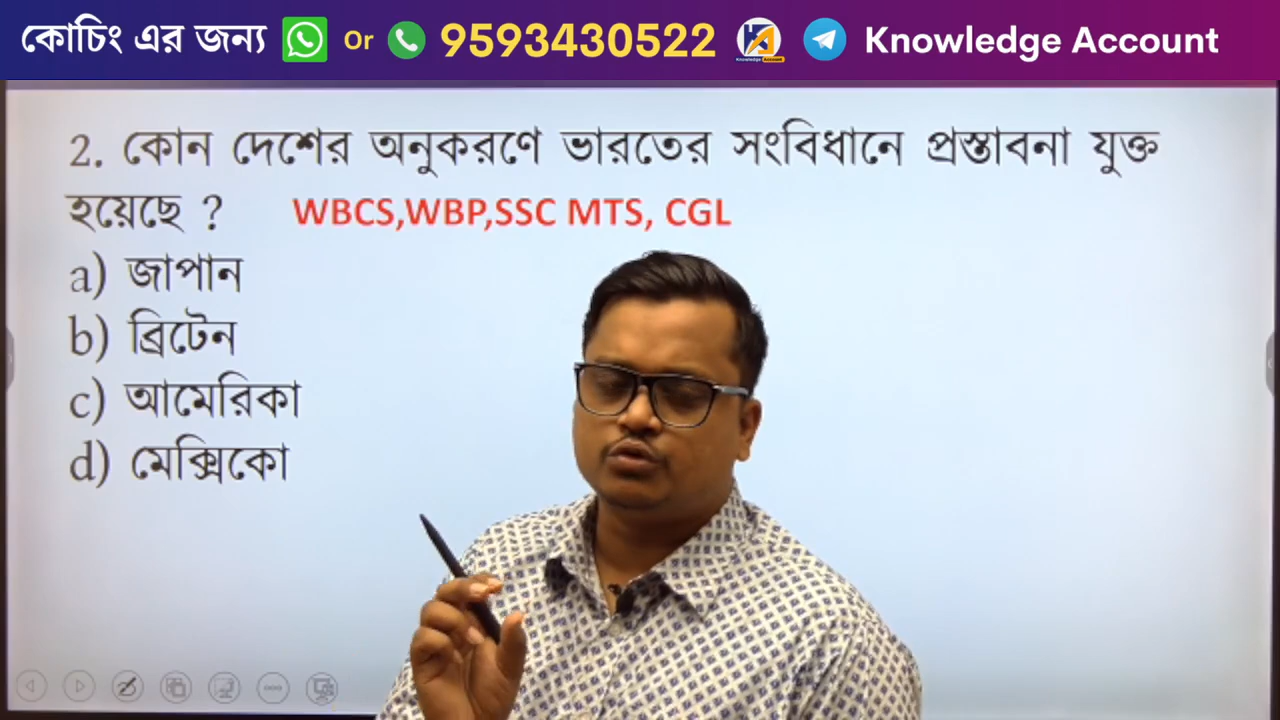 কোচিং এর জন্য Or 9593430522 Knowledge Account
2. কোন দেশের অনুকরণে ভারতের সংবিধানে প্রস্তাবনা যুক্ত
হয়েছে ? WBCS,WBP,SSC MTS, CGL
a) জাপান
b) ব্রিটেন
c) আমেরিকা
d) মেক্সিকো